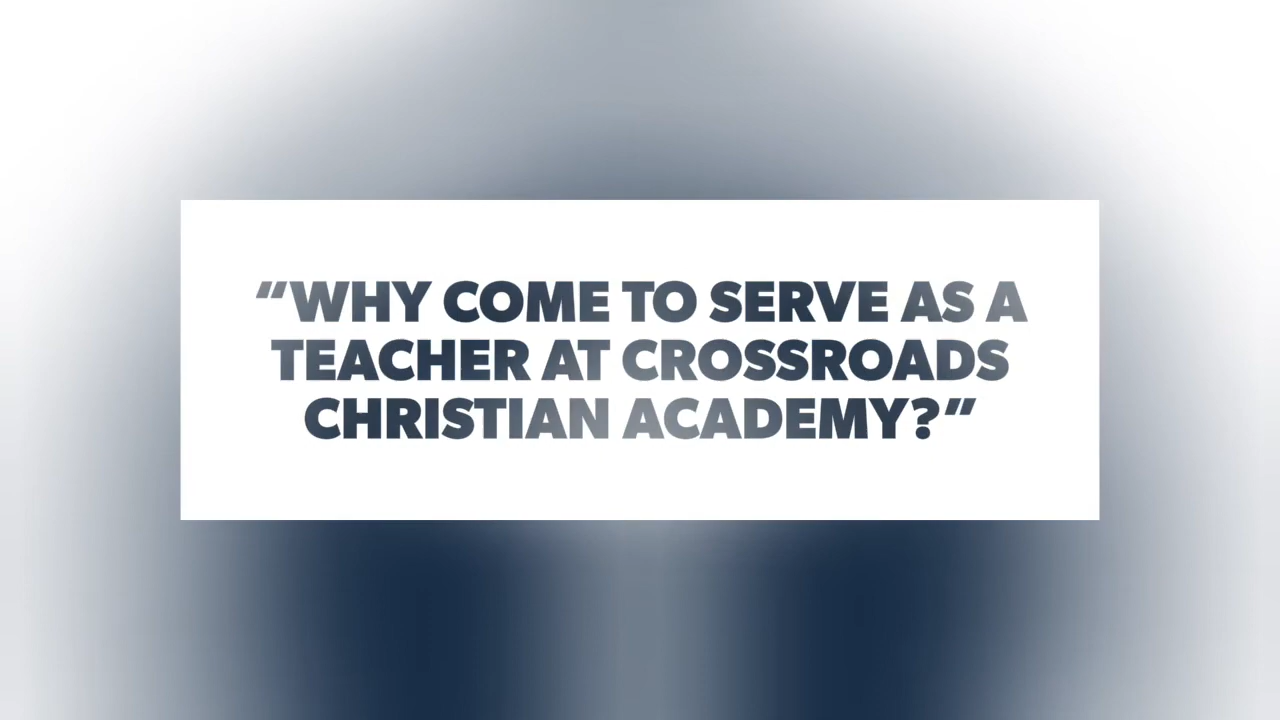 “WHY COME TO SERVE AS A
TEACHER AT CROSSROADS
CHRISTIAN ACADEMY?”